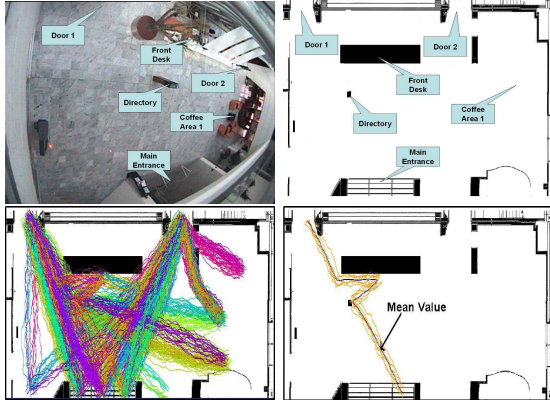 Door 1
Front
Desk
Door 2
Directory
Coffee
Area 1
Main
Entrance
Door 1
Door 2
Front
Desk
Coffee
Area 1
Directory
Main
Entrance
Mean Value